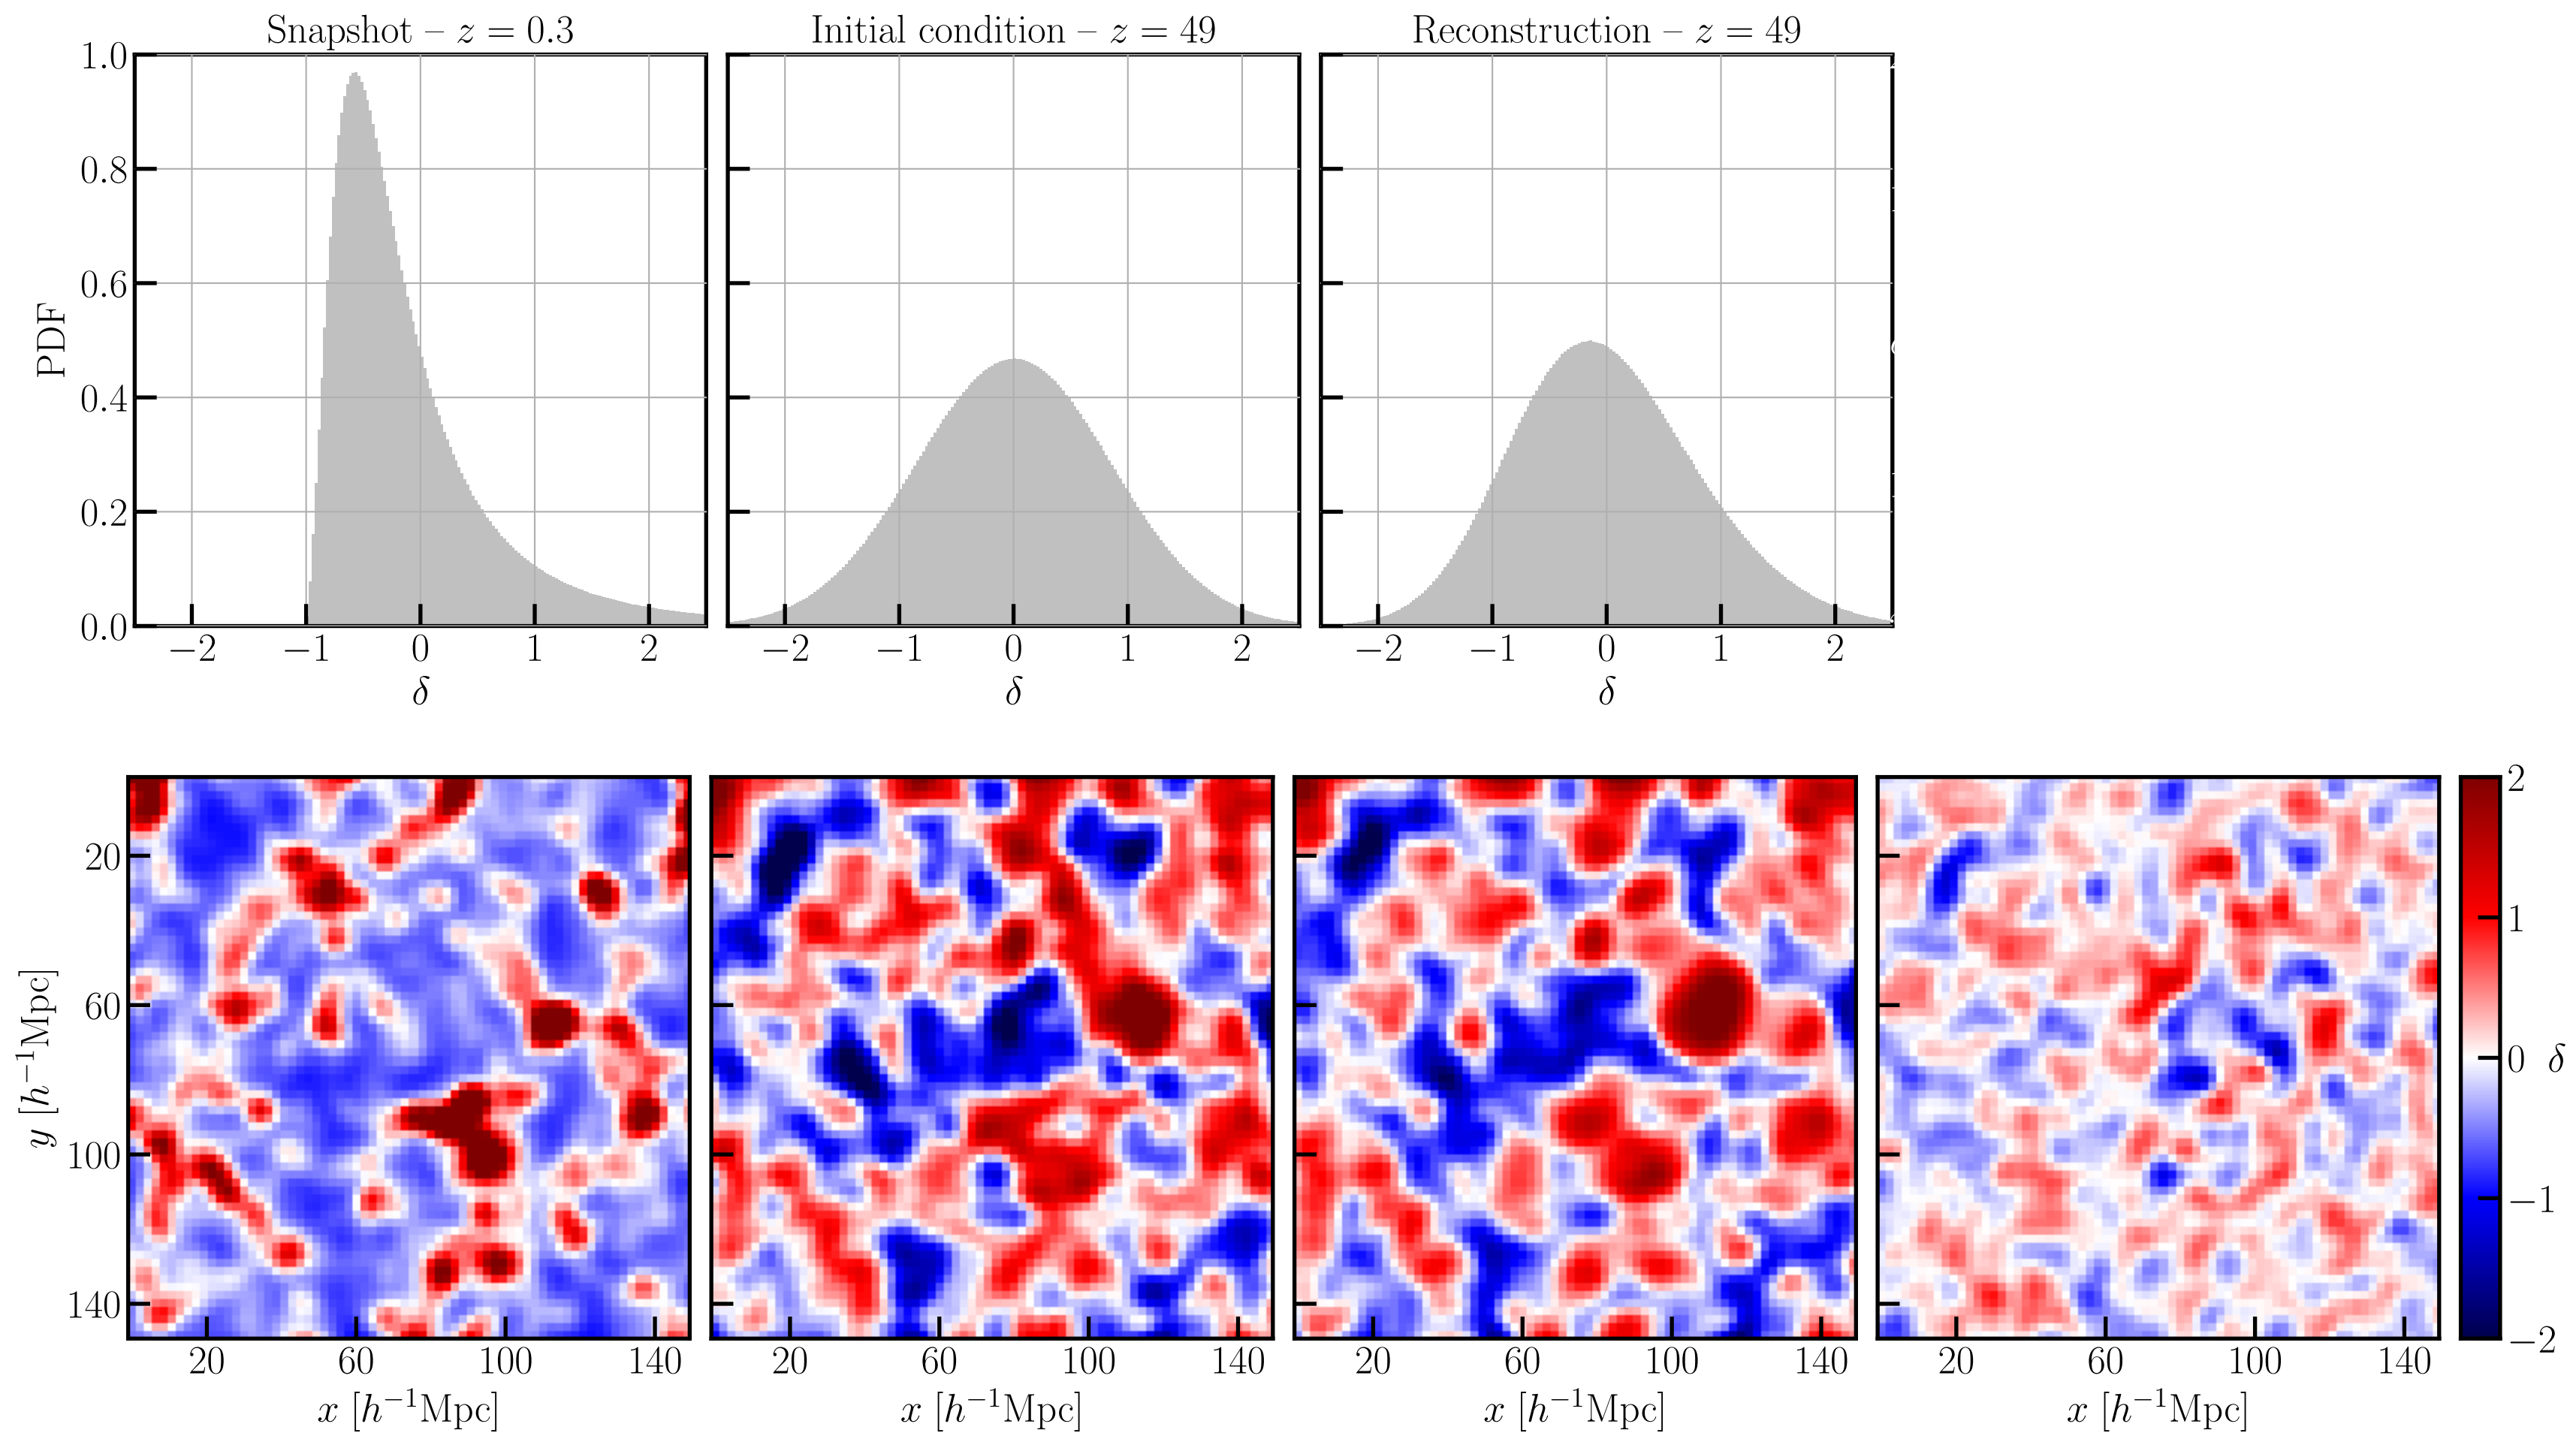 Snapshot – z = 0.3
Initial condition – z = 49
Reconstruction – z = 49
PDF
1.0
0.8
0.6
0.4
0.2
0.0
−2 −1 0 1 2
−2 −1 0 1 2
−2 −1 0 1 2
δ
δ
δ
y [h⁻¹Mpc]
20
60
100
140
20 60 100 140
20 60 100 140
20 60 100 140
20 60 100 140
x [h⁻¹Mpc]
x [h⁻¹Mpc]
x [h⁻¹Mpc]
x [h⁻¹Mpc]
2
1
0
−1
−2
δ